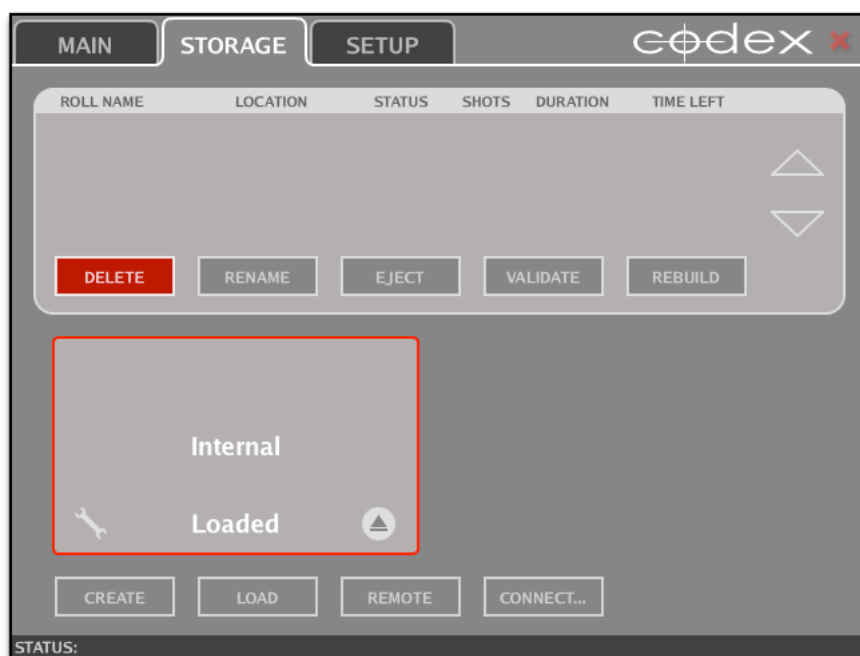 MAIN STORAGE SETUP codex
ROLL NAME LOCATION STATUS SHOTS DURATION TIME LEFT
DELETE RENAME EJECT VALIDATE REBUILD
Internal
Loaded
CREATE LOAD REMOTE CONNECT...
STATUS: